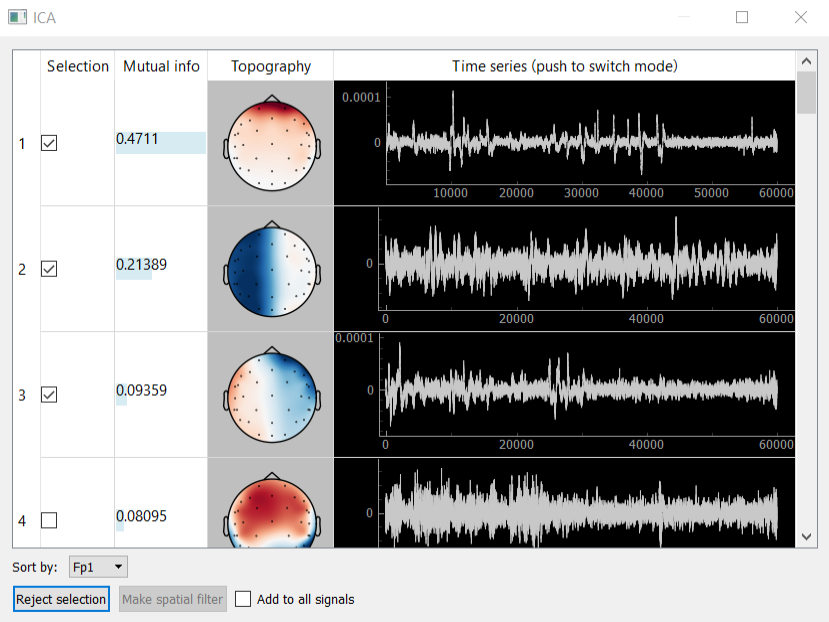 ICA
Selection Mutual info Topography Time series (push to switch mode)
0.0001
0
1 0.4711
10000 20000 30000 40000 50000 60000
2 0.21389
0
0 20000 40000 60000
0.0001
3 0.09359
0
0 20000 40000 60000
4 0.08095
0
Sort by: Fp1
Reject selection Make spatial filter Add to all signals